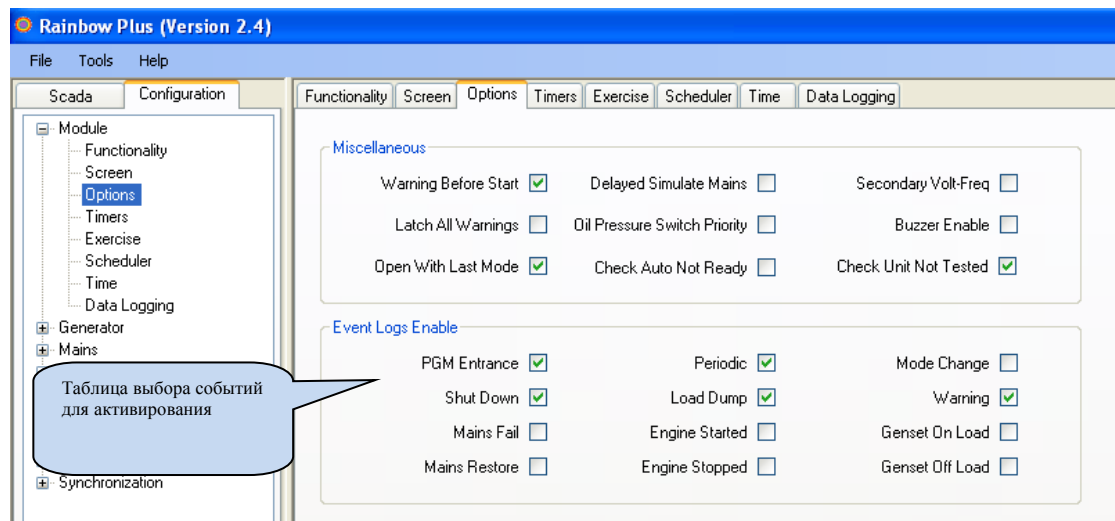 Rainbow Plus (Version 2.4)
File Tools Help
Scada Configuration
Functionality Screen Options Timers Exercise Scheduler Time Data Logging
Module
Functionality
Screen
Options
Timers
Exercise
Scheduler
Time
Data Logging
Generator
Mains
Synchronization
Miscellaneous
Warning Before Start Delayed Simulate Mains Secondary Volt-Freq
Latch All Warnings Oil Pressure Switch Priority Buzzer Enable
Open With Last Mode Check Auto Not Ready Check Unit Not Tested
Event Logs Enable
PGM Entrance Periodic Mode Change
Shut Down Load Dump Warning
Mains Fail Engine Started Genset On Load
Mains Restore Engine Stopped Genset Off Load
Таблица выбора событий
для активирования